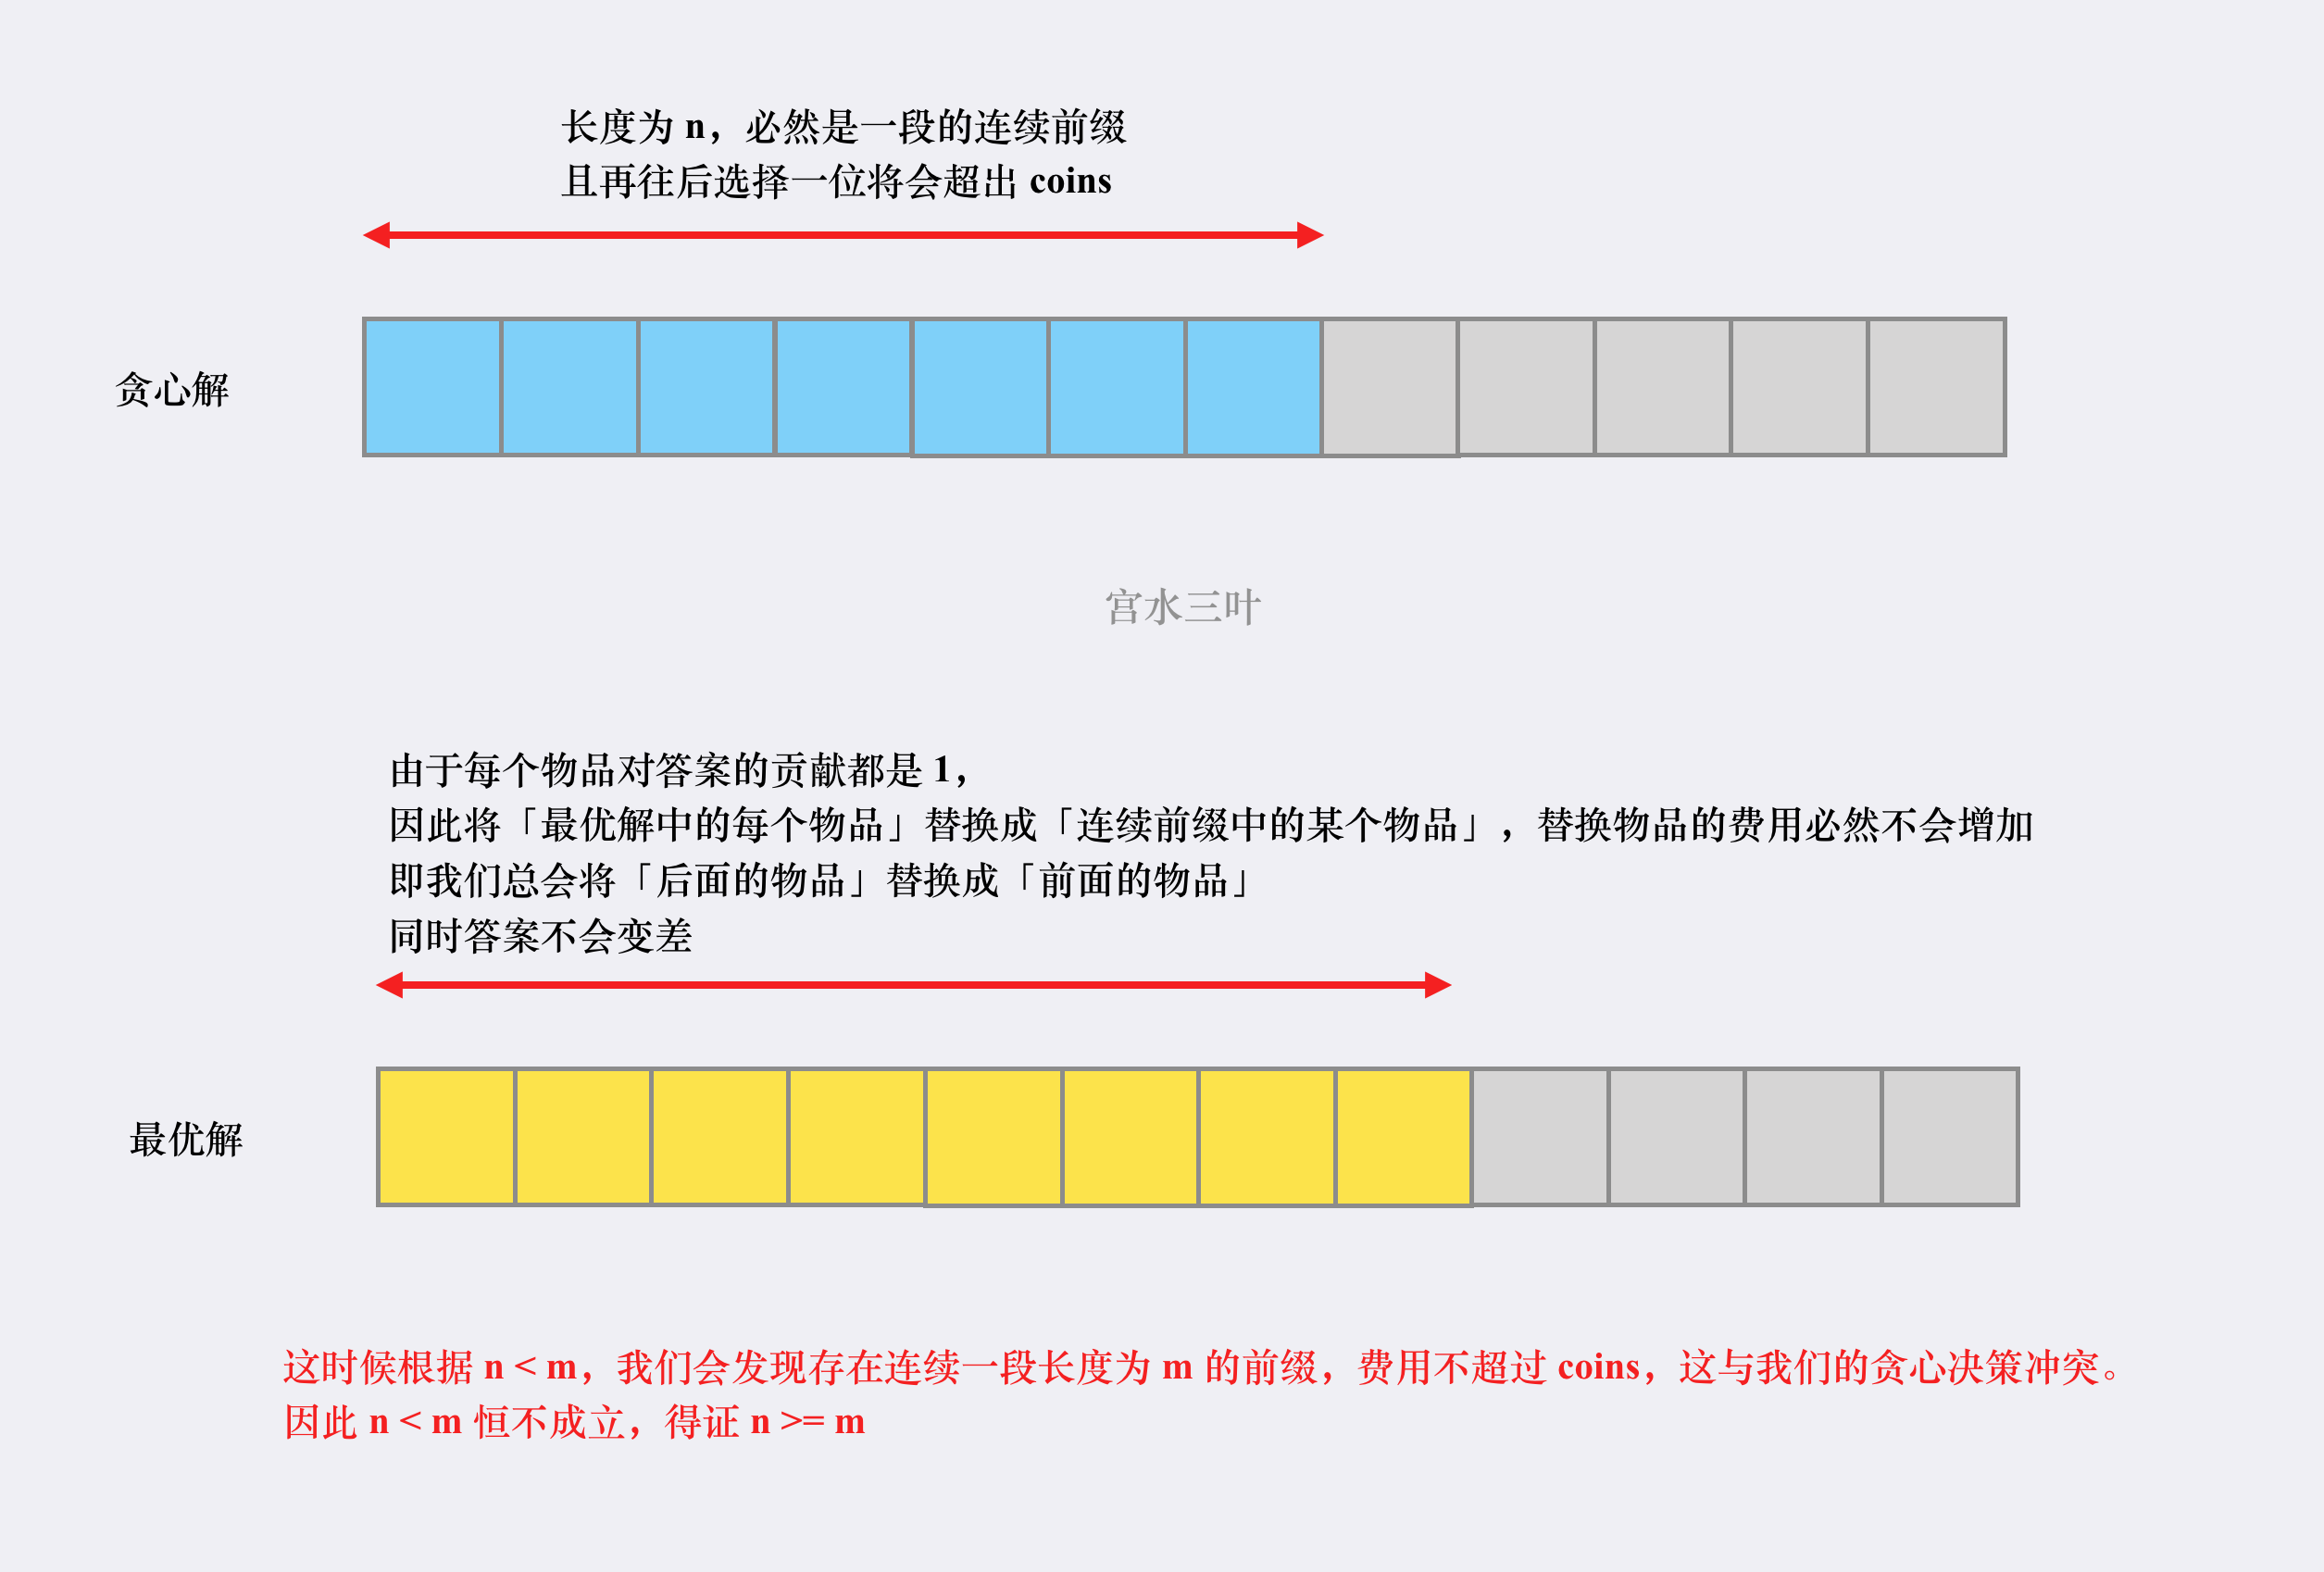 长度为 n，必然是一段的连续前缀
且再往后选择一位将会超出 coins
贪心解
宫水三叶
由于每个物品对答案的贡献都是 1，
因此将「最优解中的每个物品」替换成「连续前缀中的某个物品」，替换物品的费用必然不会增加
即我们总会将「后面的物品」替换成「前面的物品」
同时答案不会变差
最优解
这时候根据 n < m，我们会发现存在连续一段长度为 m 的前缀，费用不超过 coins，这与我们的贪心决策冲突。
因此 n < m 恒不成立，得证 n >= m